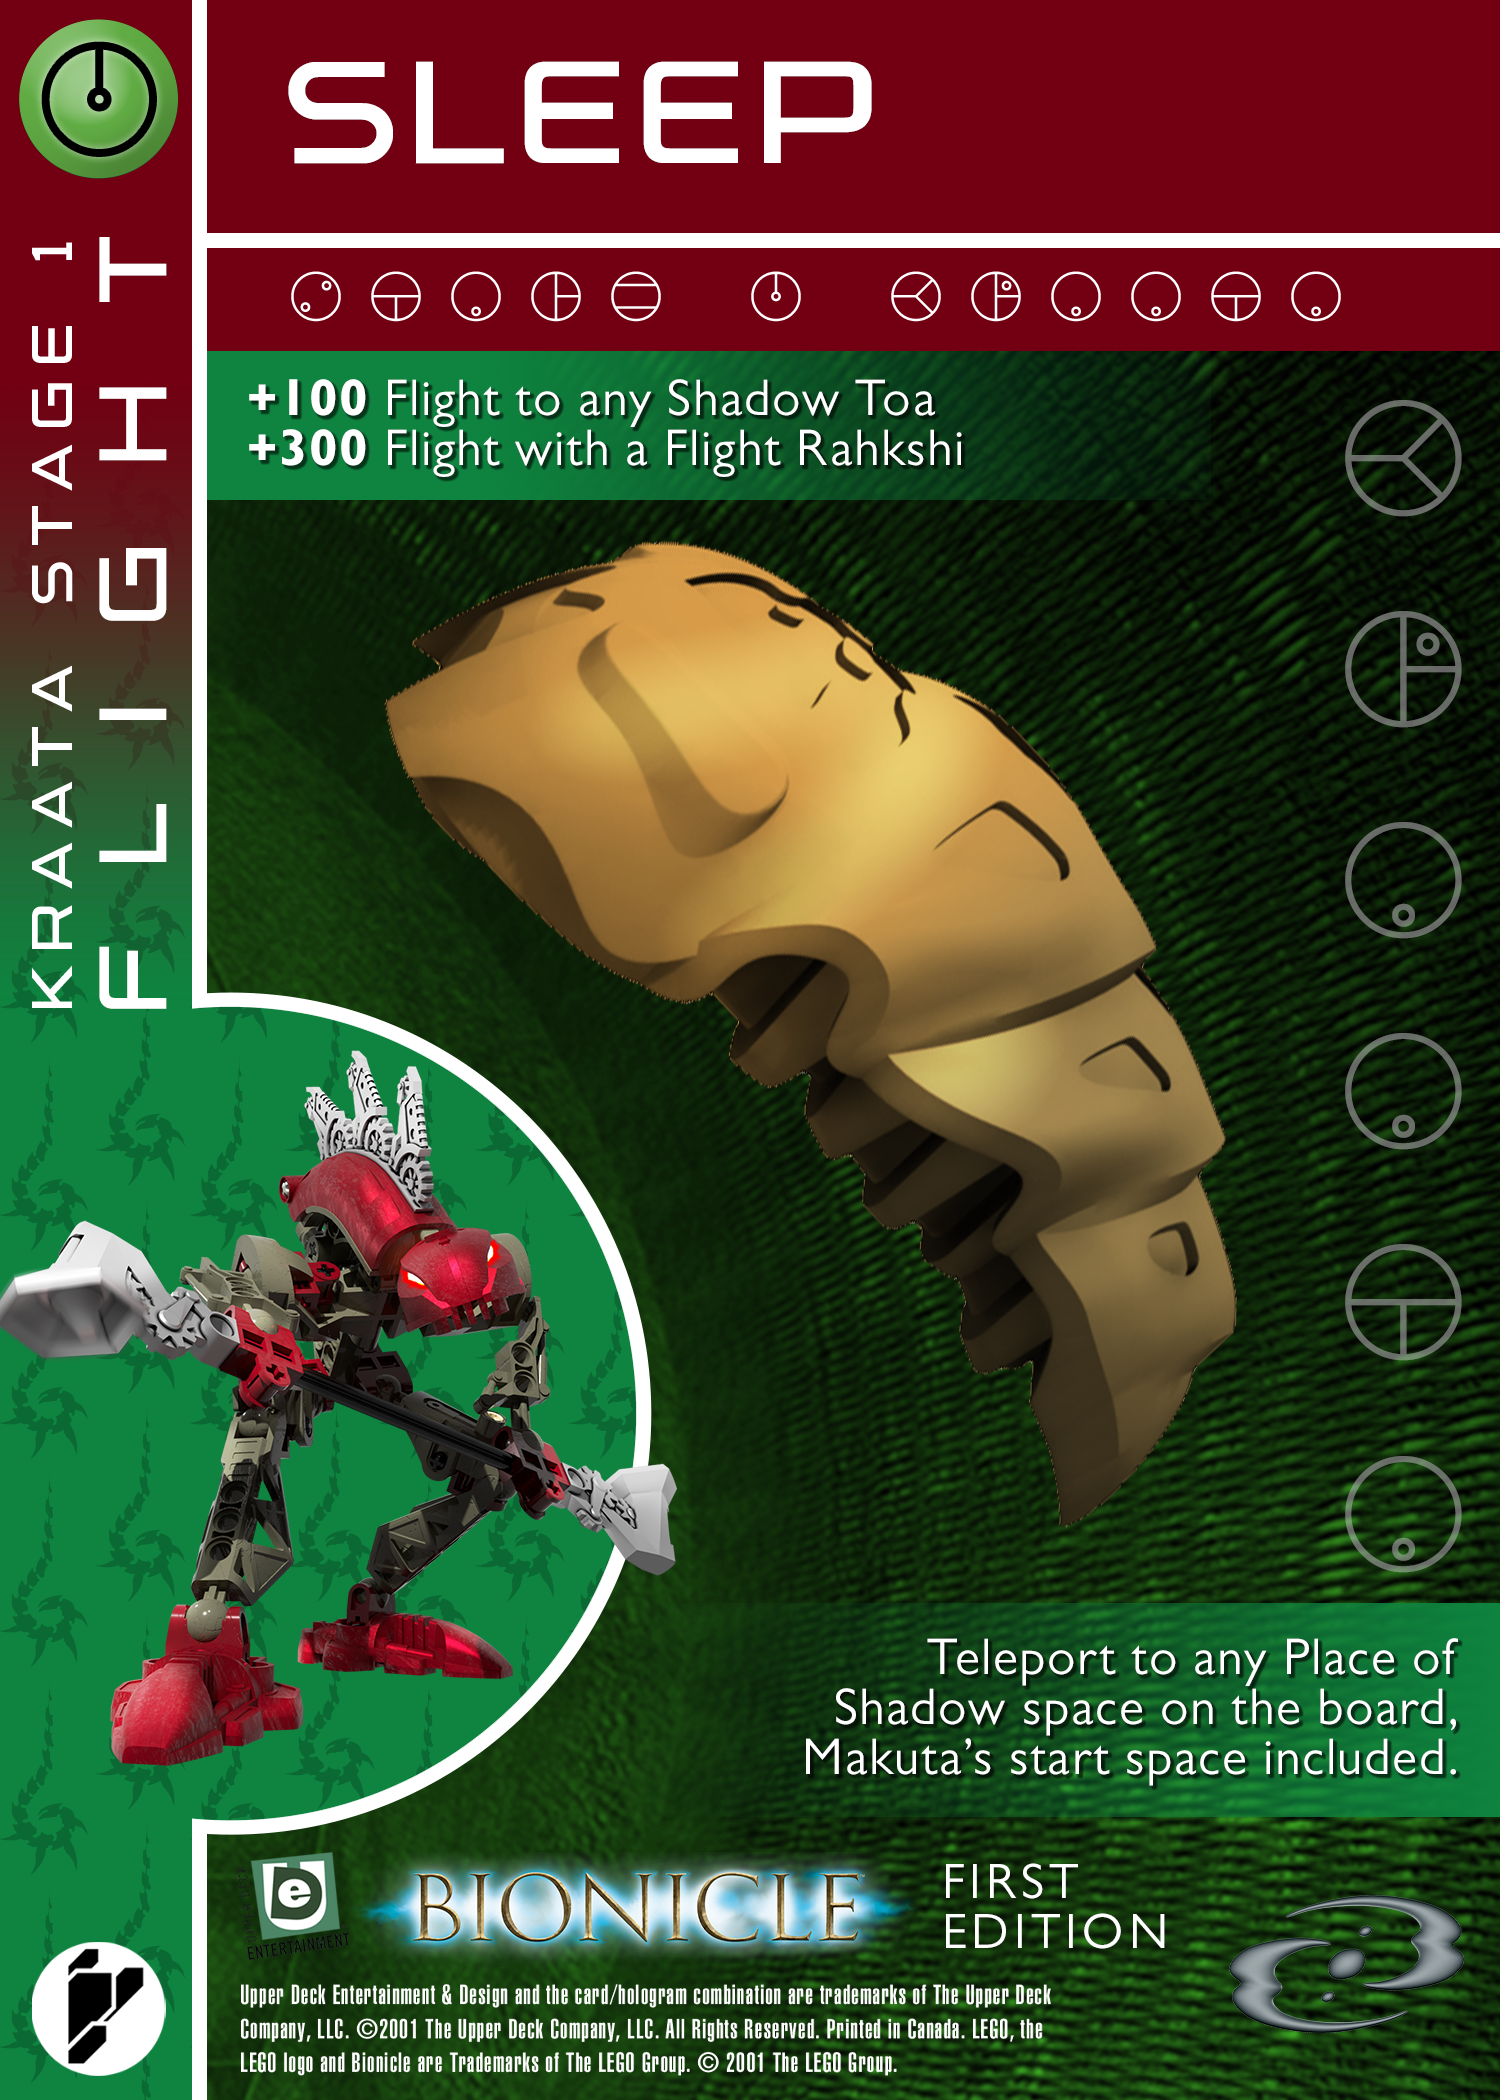 SLEEP
KRAATA STAGE 1
FLIGHT
+100 Flight to any Shadow Toa
+300 Flight with a Flight Rahkshi
Teleport to any Place of
Shadow space on the board,
Makuta's start space included.
e
ENTERTAINMENT
BIONICLE
FIRST
EDITION
Upper Deck Entertainment & Design and the card/hologram combination are trademarks of The Upper Deck
Company, LLC. ©2001 The Upper Deck Company, LLC. All Rights Reserved. Printed in Canada. LEGO, the
LEGO logo and Bionicle are Trademarks of The LEGO Group. © 2001 The LEGO Group.